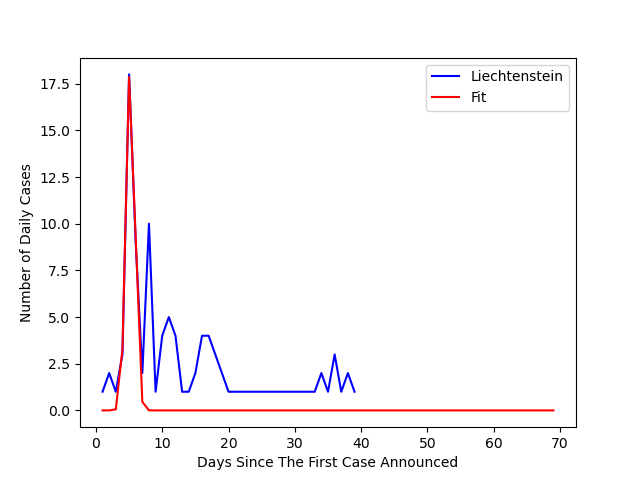 Liechtenstein
Fit
17.5
15.0
12.5
10.0
7.5
5.0
2.5
0.0
Number of Daily Cases
0 10 20 30 40 50 60 70
Days Since The First Case Announced